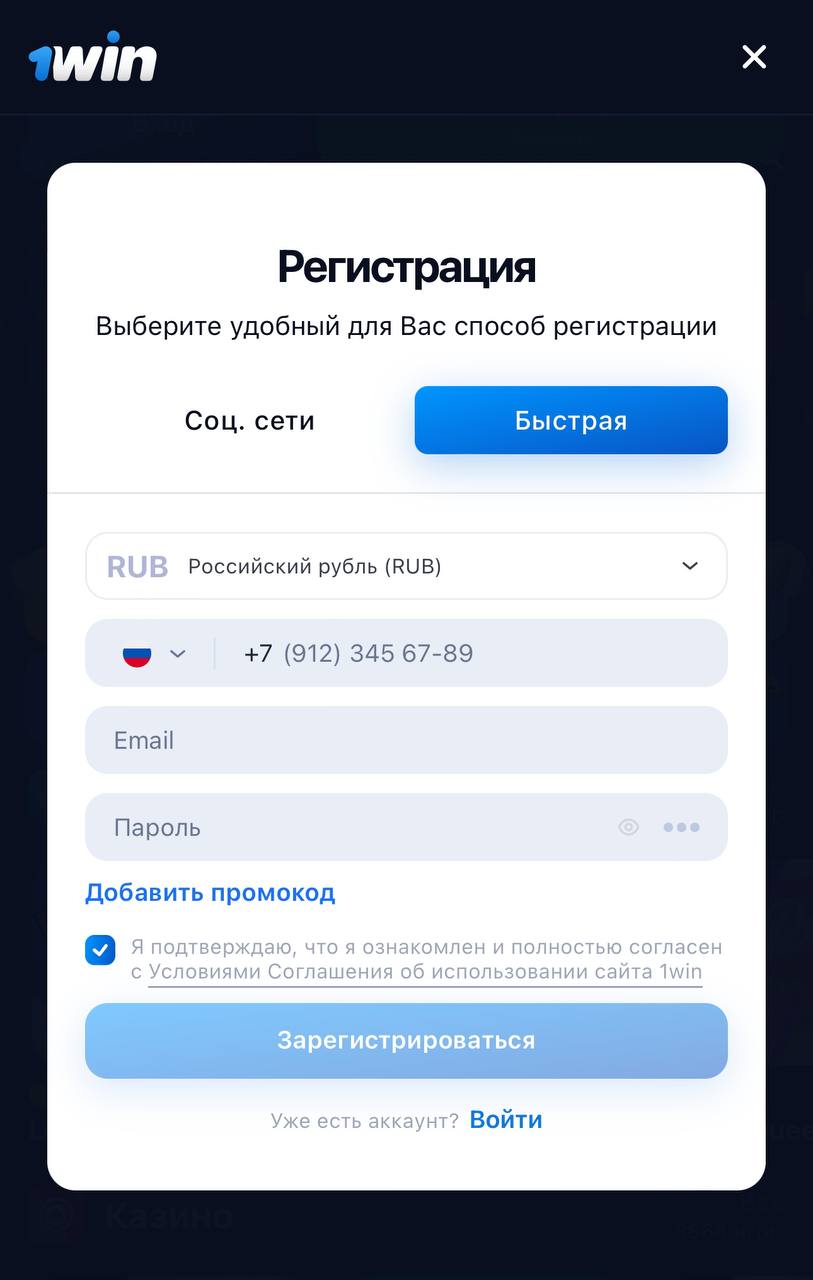 1win
Вход
Регистрация
Выберите удобный для Вас способ регистрации
Соц. сети
Быстрая
RUB Российский рубль (RUB)
+7 (912) 345 67-89
Email
Пароль
Добавить промокод
Я подтверждаю, что я ознакомлен и полностью согласен
с Условиями Соглашения об использовании сайта 1win
Зарегистрироваться
Уже есть аккаунт? Войти
Казино